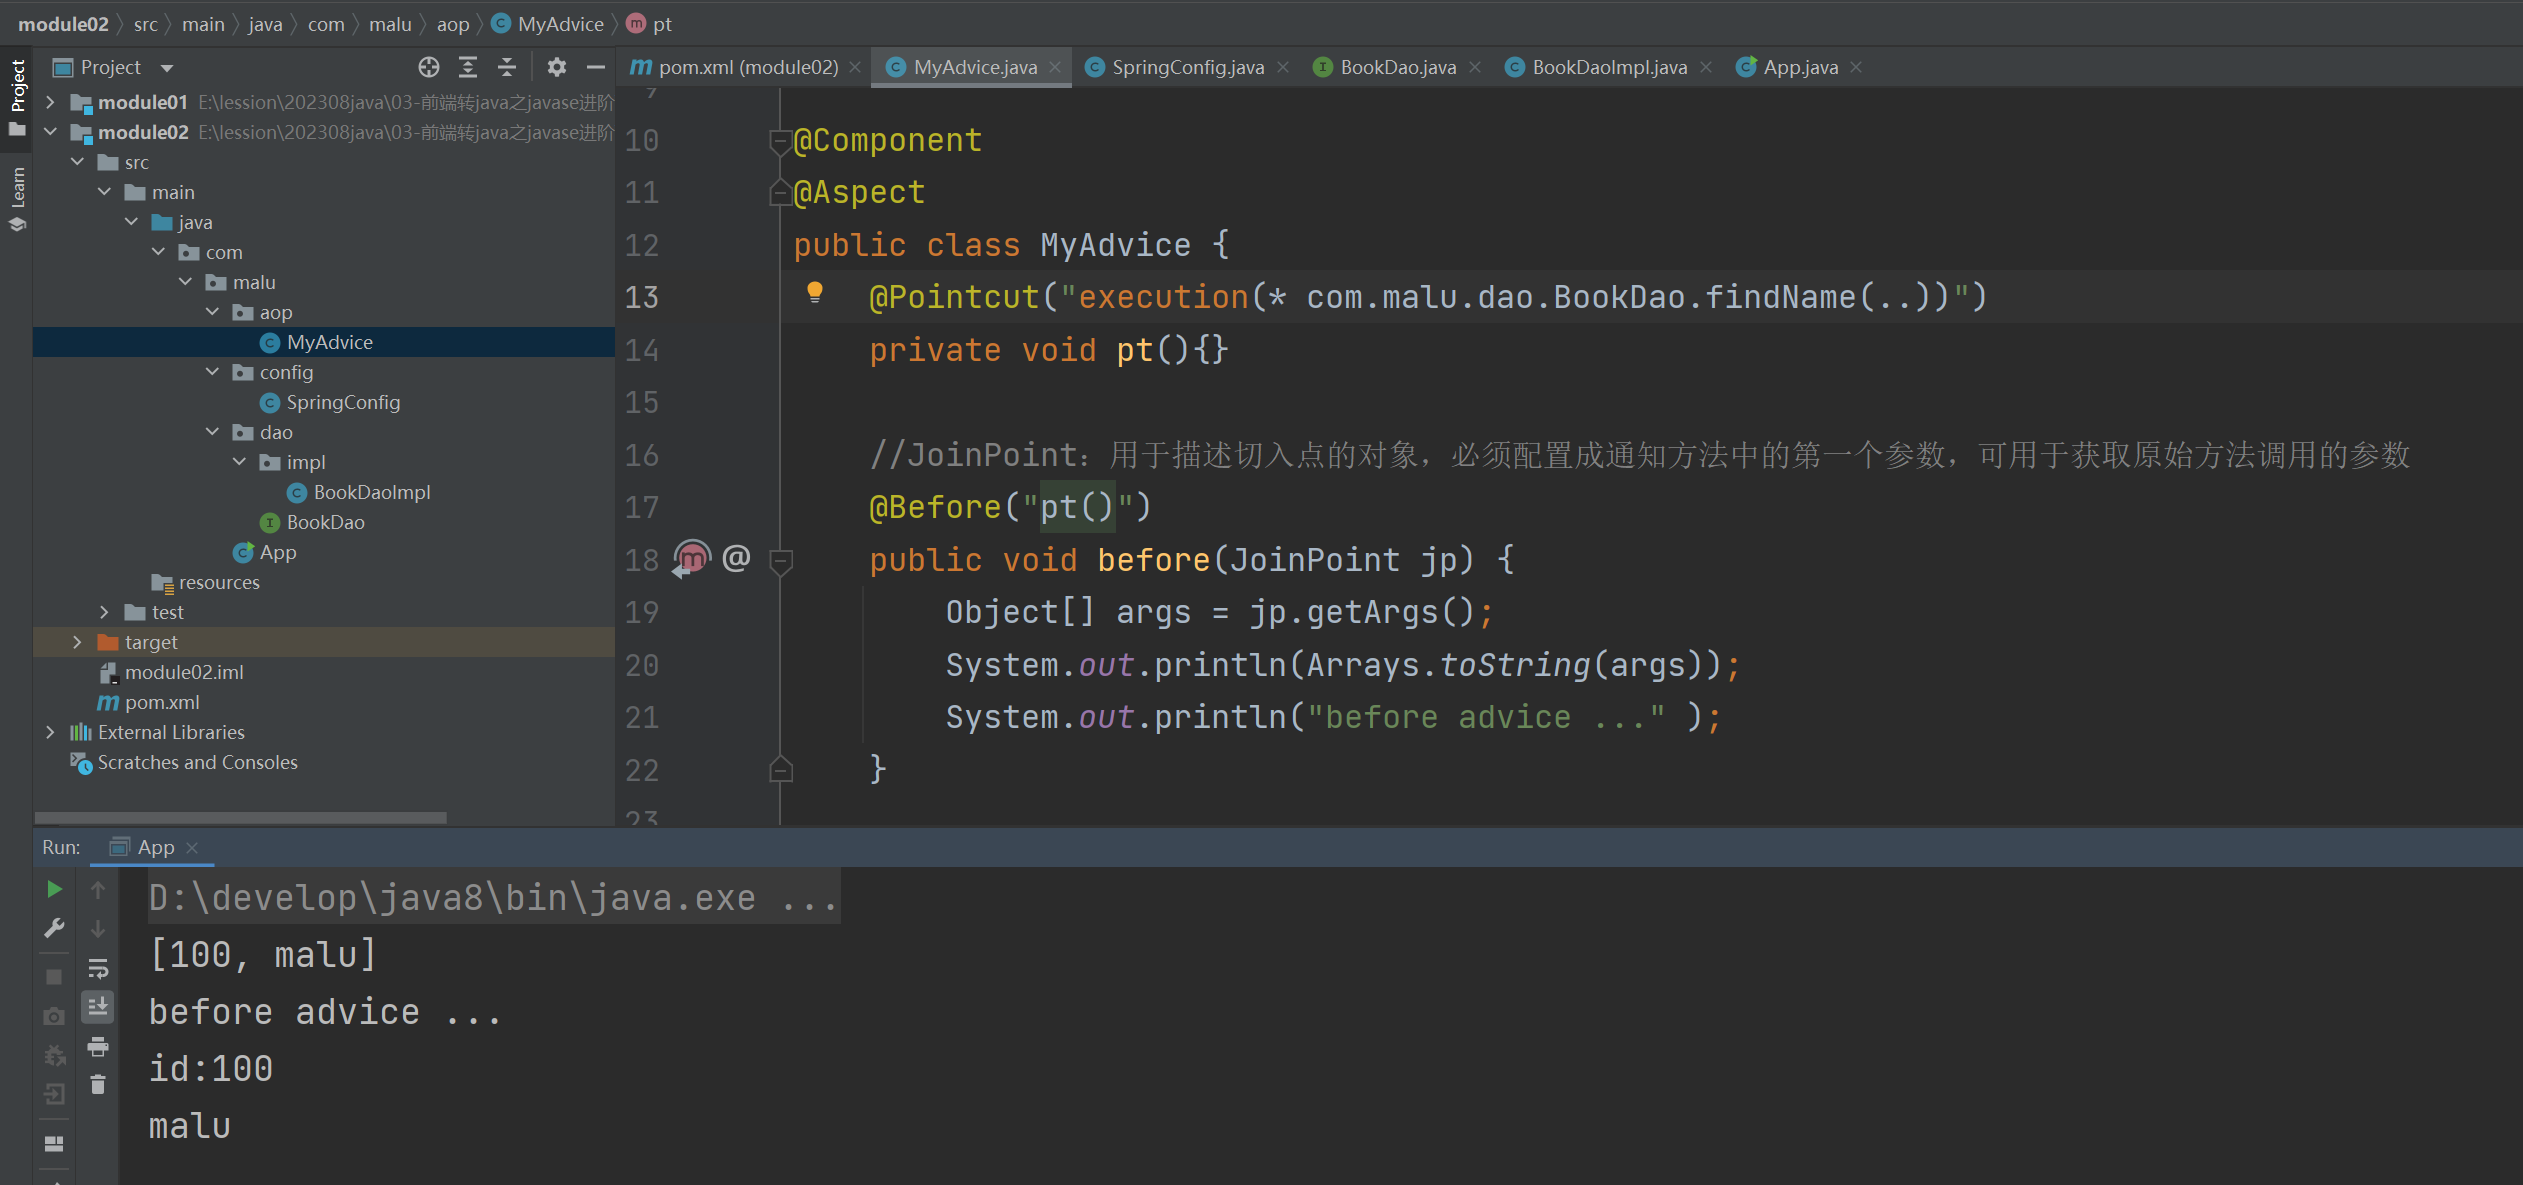 module02 src main java com malu aop MyAdvice pt
Project
pom.xml (module02) MyAdvice.java SpringConfig.java BookDao.java BookDaoImpl.java App.java
Project
Learn
module01 E:\lession\202308java\03-前端转java之javase进阶
module02 E:\lession\202308java\03-前端转java之javase进阶
src
main
java
com
malu
aop
MyAdvice
config
SpringConfig
dao
impl
BookDaoImpl
BookDao
App
resources
test
target
module02.iml
pom.xml
External Libraries
Scratches and Consoles
9
10 @Component
11 @Aspect
12 public class MyAdvice {
13 @Pointcut("execution(* com.malu.dao.BookDao.findName(..))")
14 private void pt(){}
15
16 //JoinPoint：用于描述切入点的对象，必须配置成通知方法中的第一个参数，可用于获取原始方法调用的参数
17 @Before("pt()")
18 public void before(JoinPoint jp) {
19 Object[] args = jp.getArgs();
20 System.out.println(Arrays.toString(args));
21 System.out.println("before advice ..." );
22 }
23
Run: App
D:\develop\java8\bin\java.exe ...
[100, malu]
before advice ...
id:100
malu